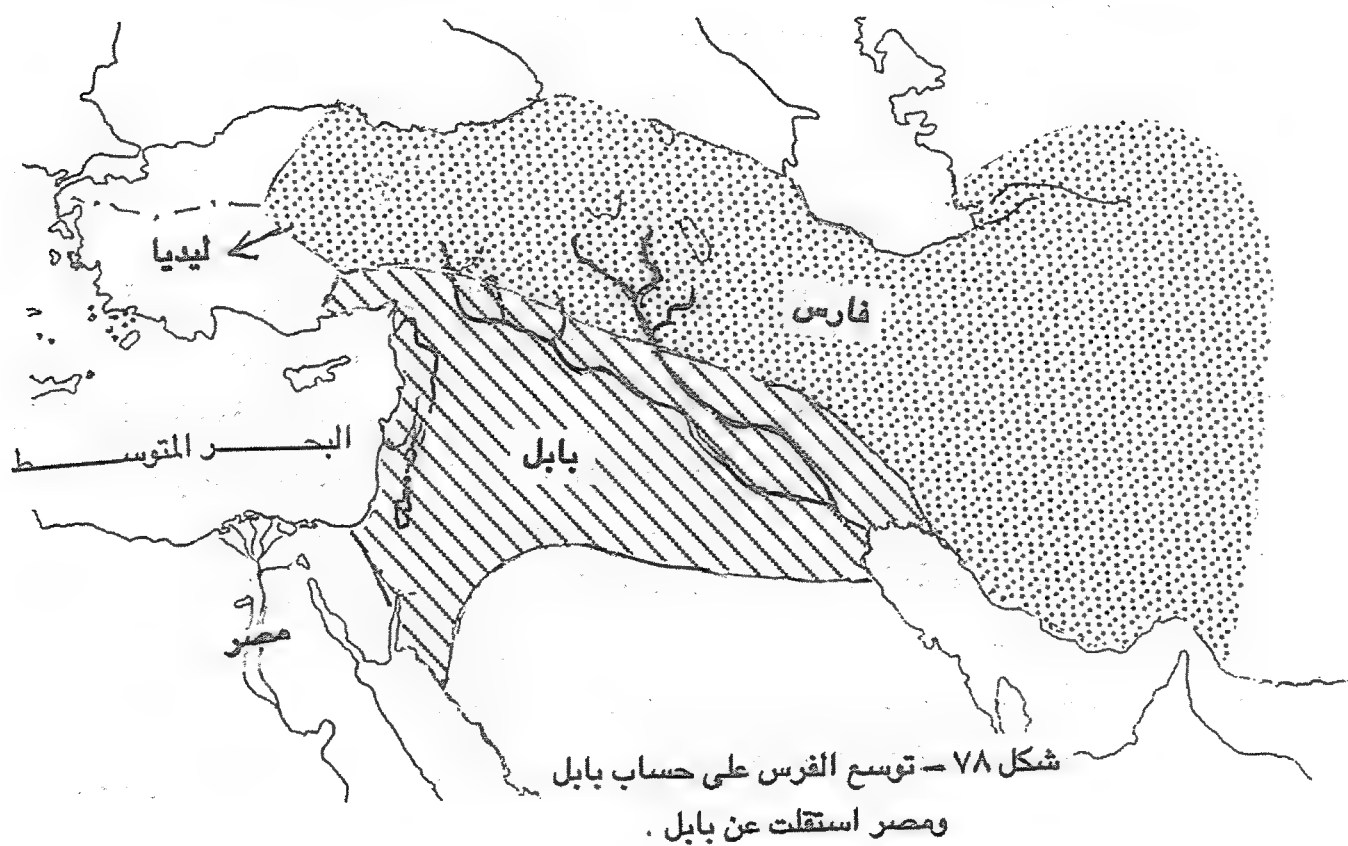 ليديا
فارس
بابل
البحر المتوسط
مصر
شكل ٧٨ – توسع الفرس على حساب بابل
ومصر استقلت عن بابل .